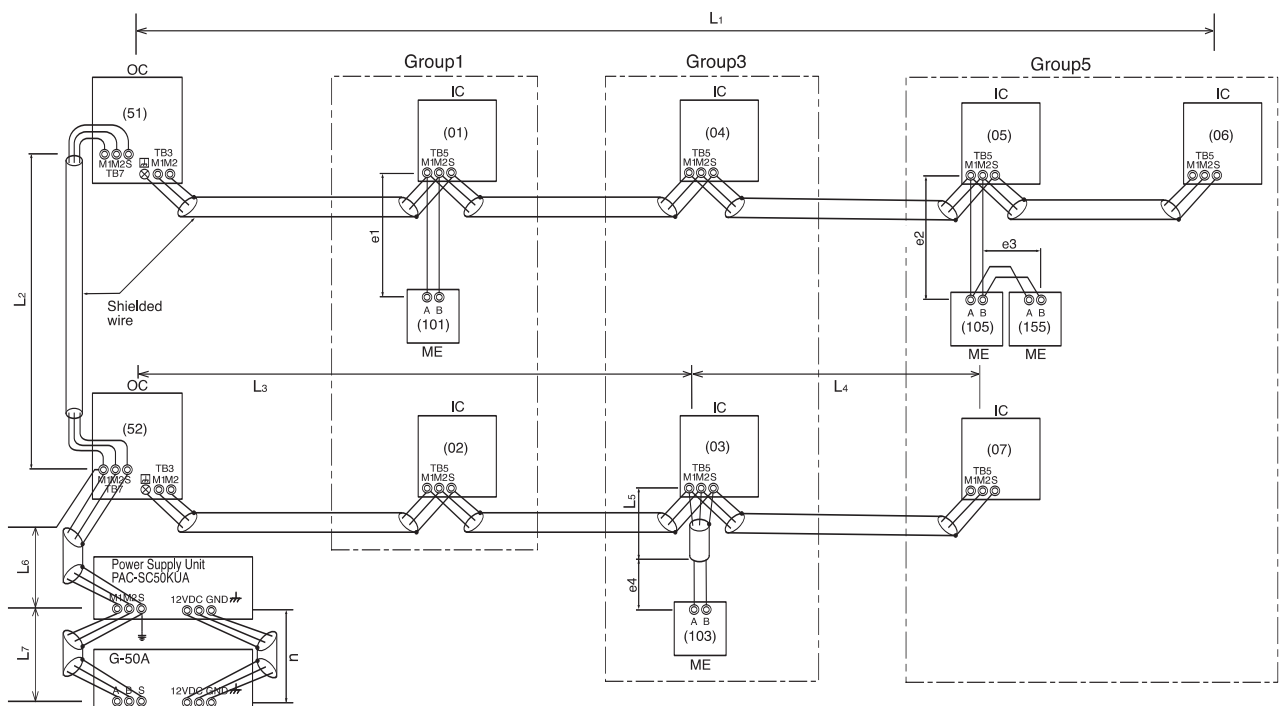 L1
Group1
Group3
Group5
OC
IC
IC
IC
IC
(51)
(01)
(04)
(05)
(06)
TB3
M1M2S
M1M2
TB7
TB5
M1M2S
TB5
M1M2S
TB5
M1M2S
TB5
M1M2S
e1
e2
e3
L2
Shielded
wire
A B
(101)
ME
A B
(105)
ME
A B
(155)
ME
L3
L4
OC
IC
IC
IC
(52)
(02)
(03)
(07)
TB3
M1M2S
M1M2
TB7
TB5
M1M2S
TB5
M1M2S
TB5
M1M2S
L5
e4
A B
(103)
ME
L6
Power Supply Unit
PAC-SC50KUA
M1M2S
12VDC GND
L7
n
G-50A
A B S
12VDC GND